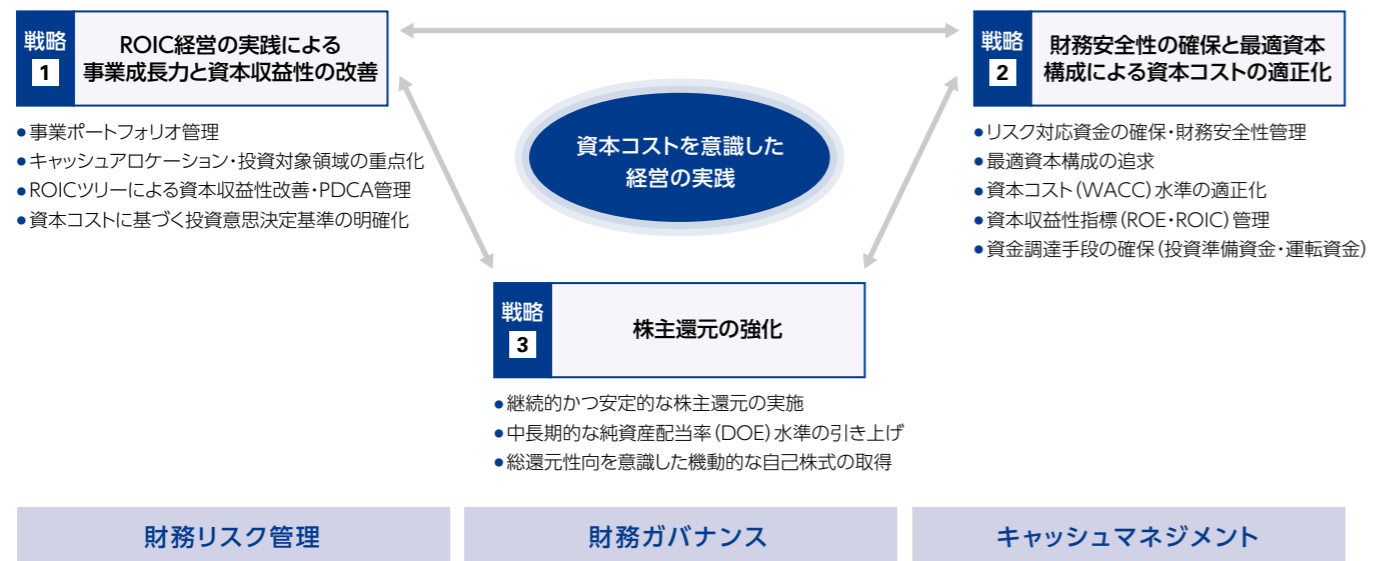 戦略
1
ROIC経営の実践による
事業成長力と資本収益性の改善
●事業ポートフォリオ管理
●キャッシュアロケーション・投資対象領域の重点化
●ROICツリーによる資本収益性改善・PDCA管理
●資本コストに基づく投資意思決定基準の明確化
資本コストを意識した
経営の実践
戦略
2
財務安全性の確保と最適資本
構成による資本コストの適正化
●リスク対応資金の確保・財務安全性管理
●最適資本構成の追求
●資本コスト(WACC)水準の適正化
●資本収益性指標(ROE・ROIC)管理
●資金調達手段の確保(投資準備資金・運転資金)
戦略
3
株主還元の強化
●継続的かつ安定的な株主還元の実施
●中長期的な純資産配当率(DOE)水準の引き上げ
●総還元性向を意識した機動的な自己株式の取得
財務リスク管理
財務ガバナンス
キャッシュマネジメント